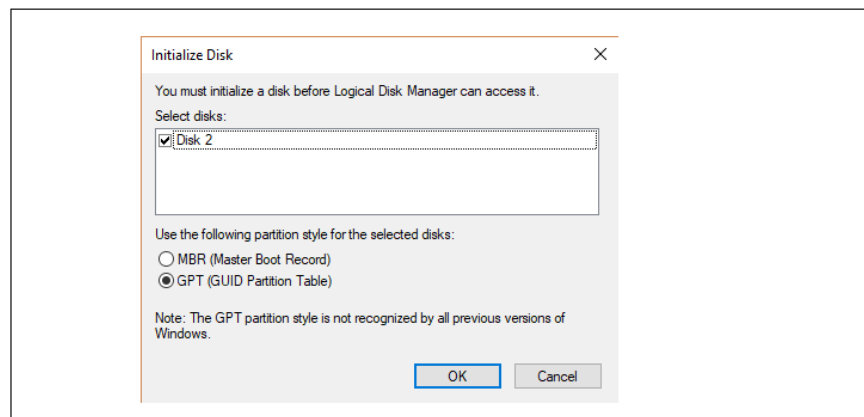 Initialize Disk
You must initialize a disk before Logical Disk Manager can access it.
Select disks:
Disk 2
Use the following partition style for the selected disks:
MBR (Master Boot Record)
GPT (GUID Partition Table)
Note: The GPT partition style is not recognized by all previous versions of
Windows.
OK Cancel